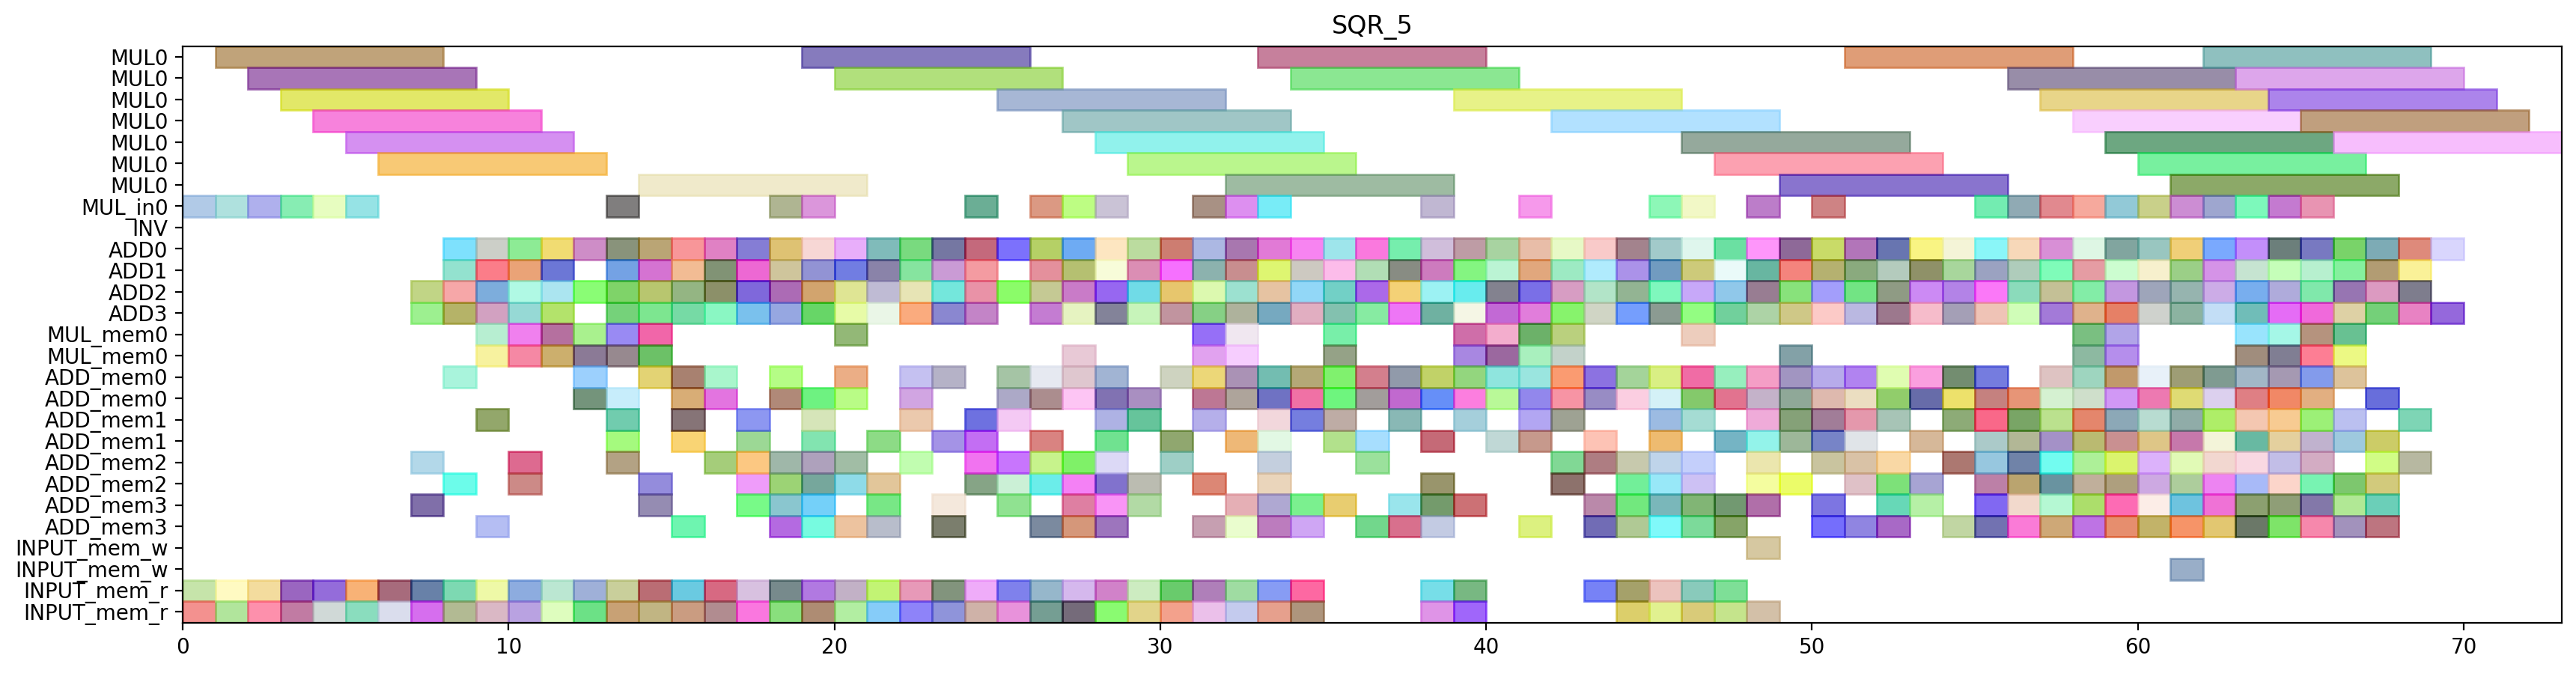 SQR_5
MUL0
MUL0
MUL0
MUL0
MUL0
MUL0
MUL0
MUL_in0
INV
ADD0
ADD1
ADD2
ADD3
MUL_mem0
MUL_mem0
ADD_mem0
ADD_mem0
ADD_mem1
ADD_mem1
ADD_mem2
ADD_mem2
ADD_mem3
ADD_mem3
INPUT_mem_w
INPUT_mem_w
INPUT_mem_r
INPUT_mem_r
0 10 20 30 40 50 60 70